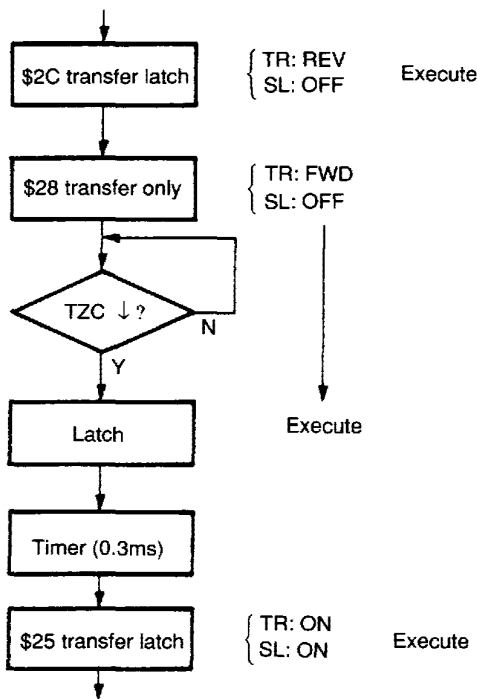 $2C transfer latch
{ TR: REV
SL: OFF
Execute
$28 transfer only
{ TR: FWD
SL: OFF
TZC ↓ ?
N
Y
Latch
Execute
Timer (0.3ms)
$25 transfer latch
{ TR: ON
SL: ON
Execute